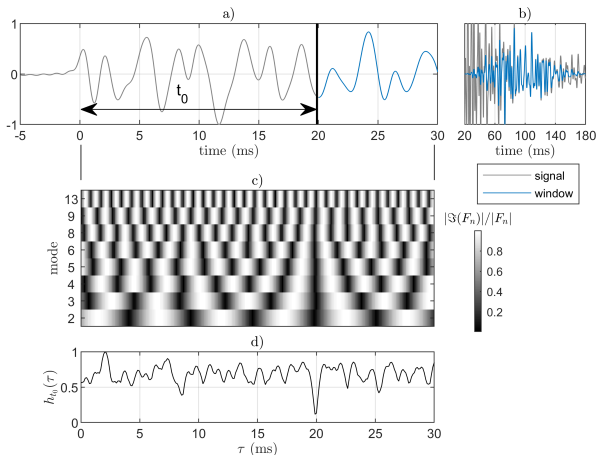 a)
1
0
-1
t0
0 5 10 15 20 25 30
time (ms)
b)
20 60 100 140 180
time (ms)
signal
window
c)
13
9
8
6
5
4
3
2
mode
|ℑ(Fn)|/|Fn|
0.8
0.6
0.4
0.2
d)
1
0.5
0
ht0(τ)
0 5 10 15 20 25 30
τ (ms)